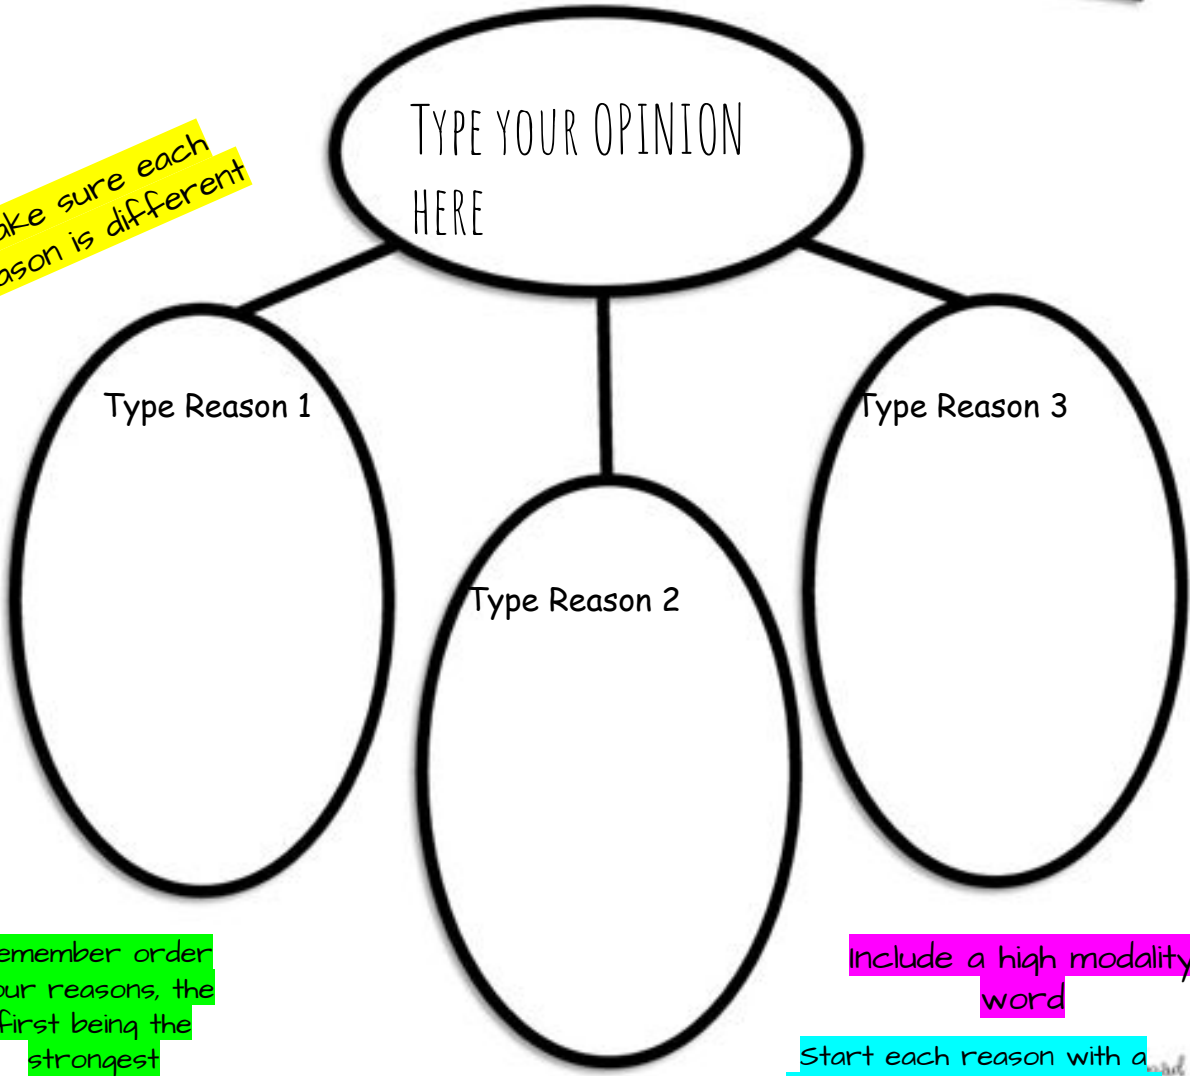 Type your OPINION
here
ake sure each
ason is different
Type Reason 1
Type Reason 3
Type Reason 2
emember order
our reasons, the
first being the
strongest
Include a high modality
word
Start each reason with a